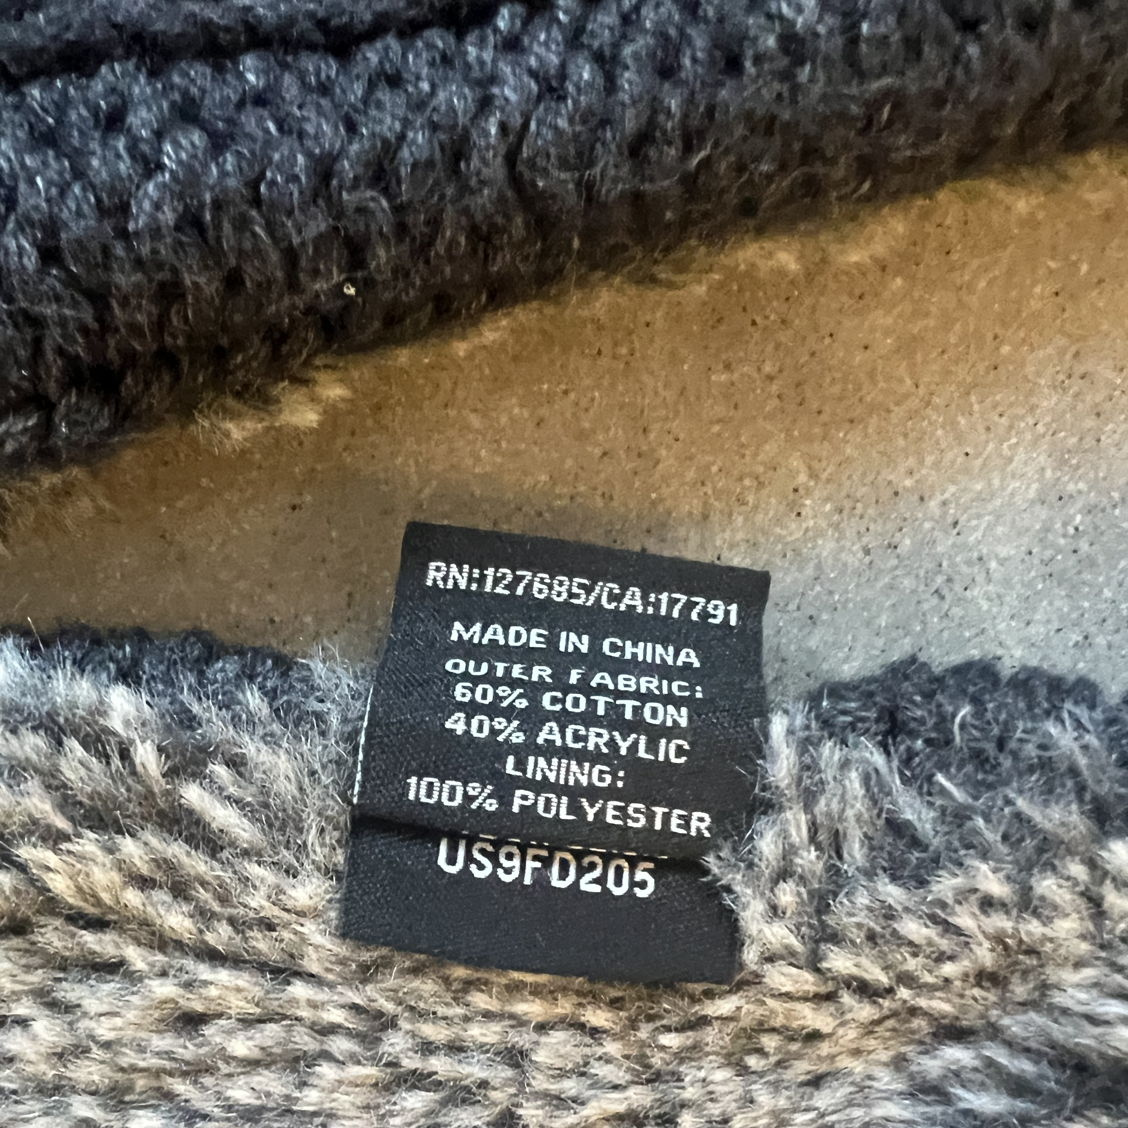 RN:127685/CA:17791
MADE IN CHINA
OUTER FABRIC:
60% COTTON
40% ACRYLIC
LINING:
100% POLYESTER
US9FD205